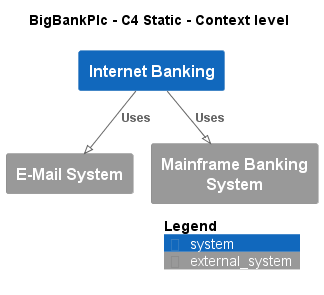 BigBankPlc - C4 Static - Context level
Internet Banking
Uses
Uses
E-Mail System
Mainframe Banking
System
Legend
system
external_system